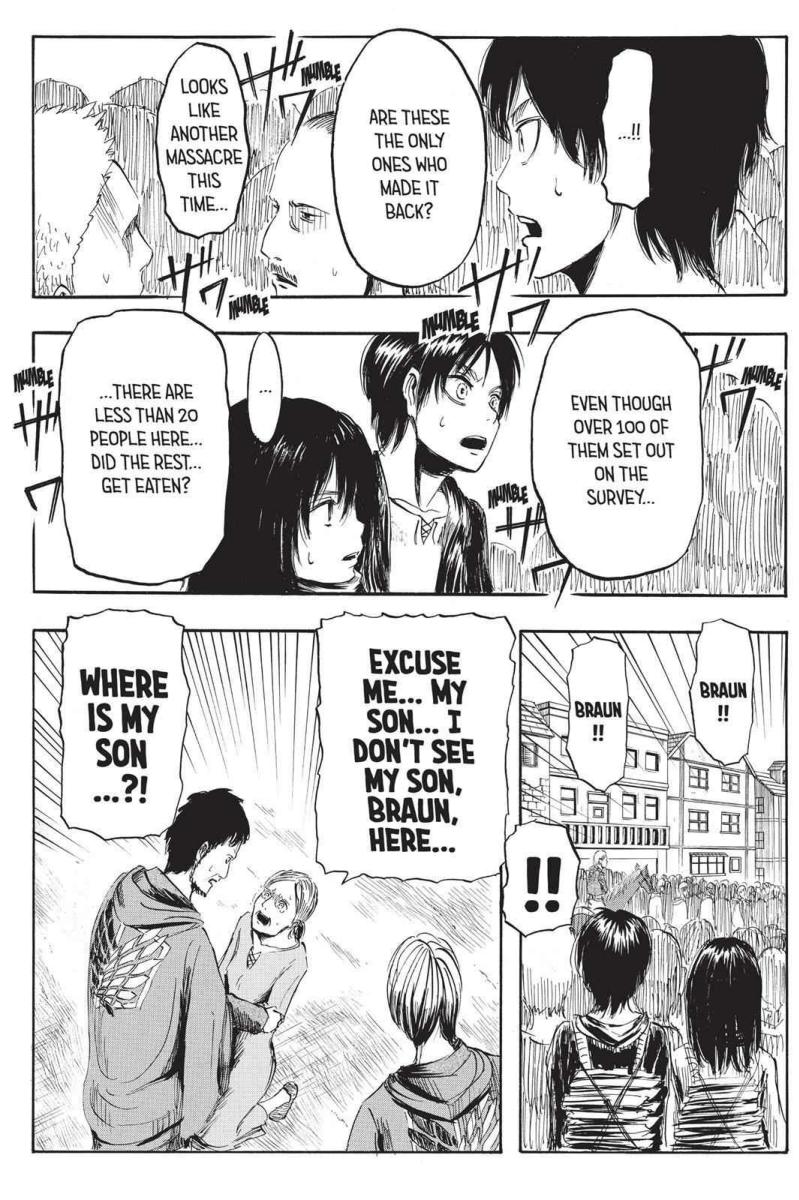 ...!!
ARE THESE
THE ONLY
ONES WHO
MADE IT
BACK?
MUMBLE
LOOKS
LIKE
ANOTHER
MASSACRE
THIS
TIME...
MUMBLE
MUMBLE
MUMBLE
EVEN THOUGH
OVER 100 OF
THEM SET OUT
ON THE
SURVEY...
MUMBLE
...
...THERE ARE
LESS THAN 20
PEOPLE HERE...
DID THE REST...
GET EATEN?
MUMBLE
BRAUN
!!
BRAUN
!!
!!
EXCUSE
ME... MY
SON... I
DON'T SEE
MY SON,
BRAUN,
HERE...
WHERE
IS MY
SON
...?!